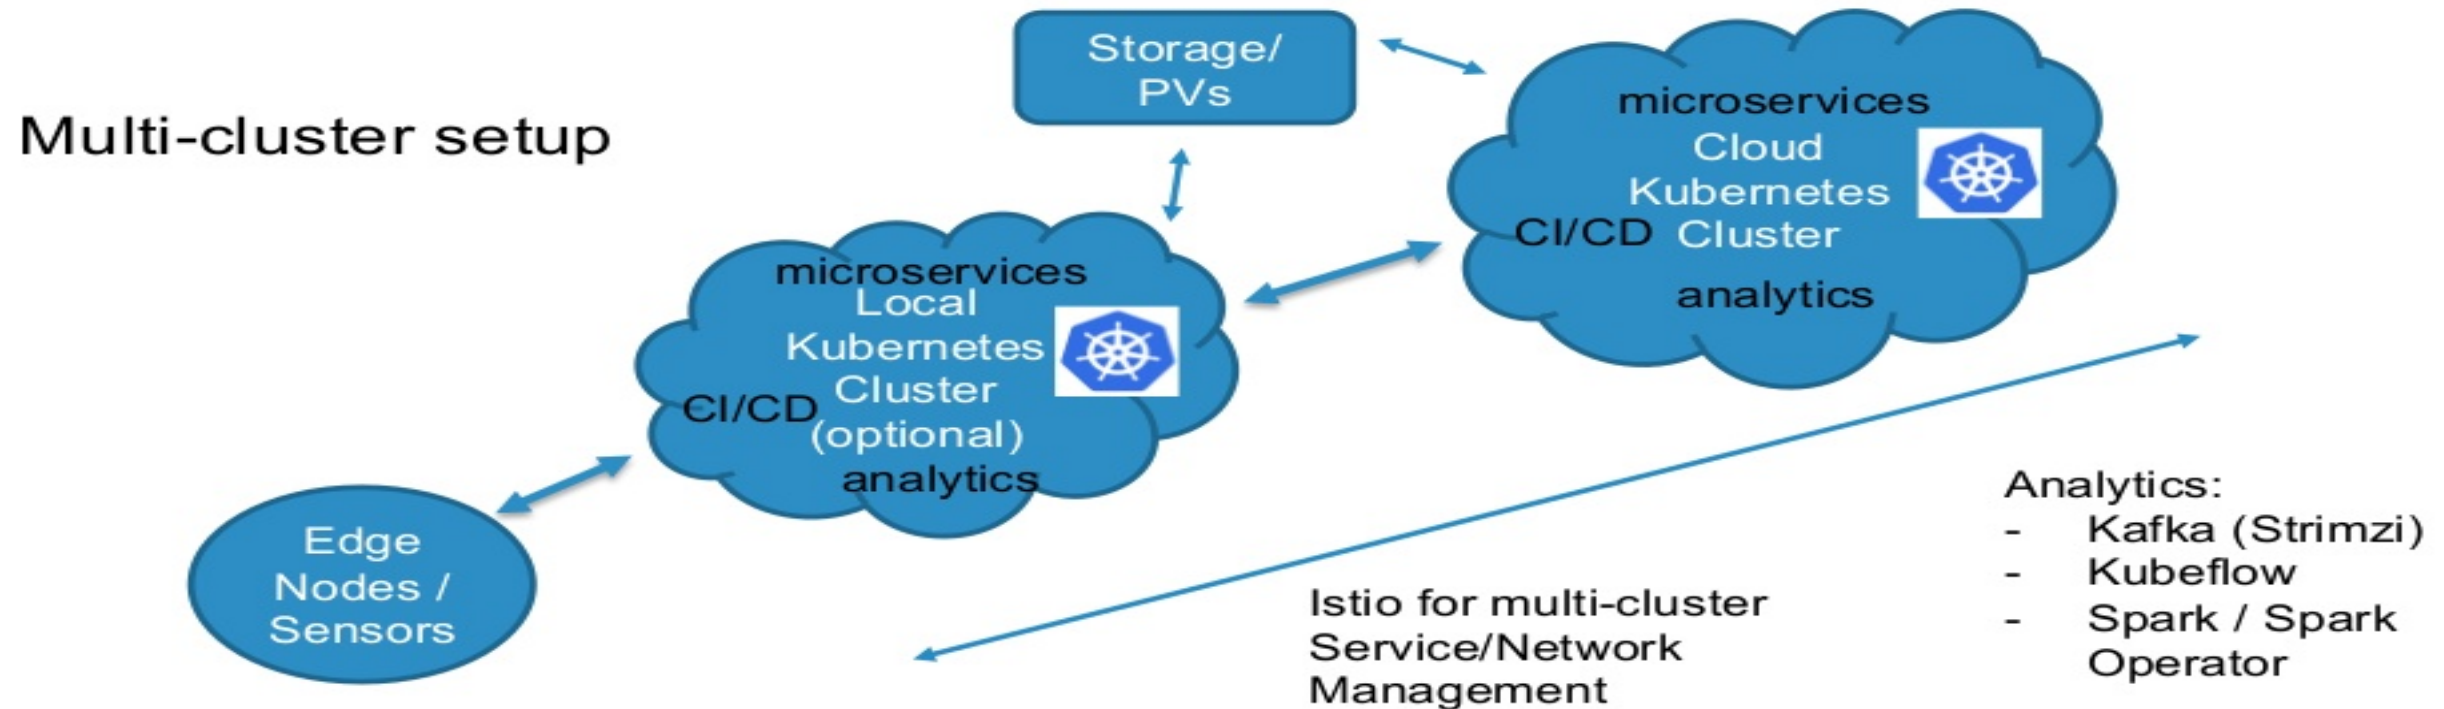 Multi-cluster setup
Storage/
PVs
microservices
Cloud
Kubernetes
CI/CD Cluster
analytics
microservices
Local
Kubernetes
CI/CD Cluster
(optional)
analytics
Edge
Nodes /
Sensors
Istio for multi-cluster
Service/Network
Management
Analytics:
- Kafka (Strimzi)
- Kubeflow
- Spark / Spark
Operator